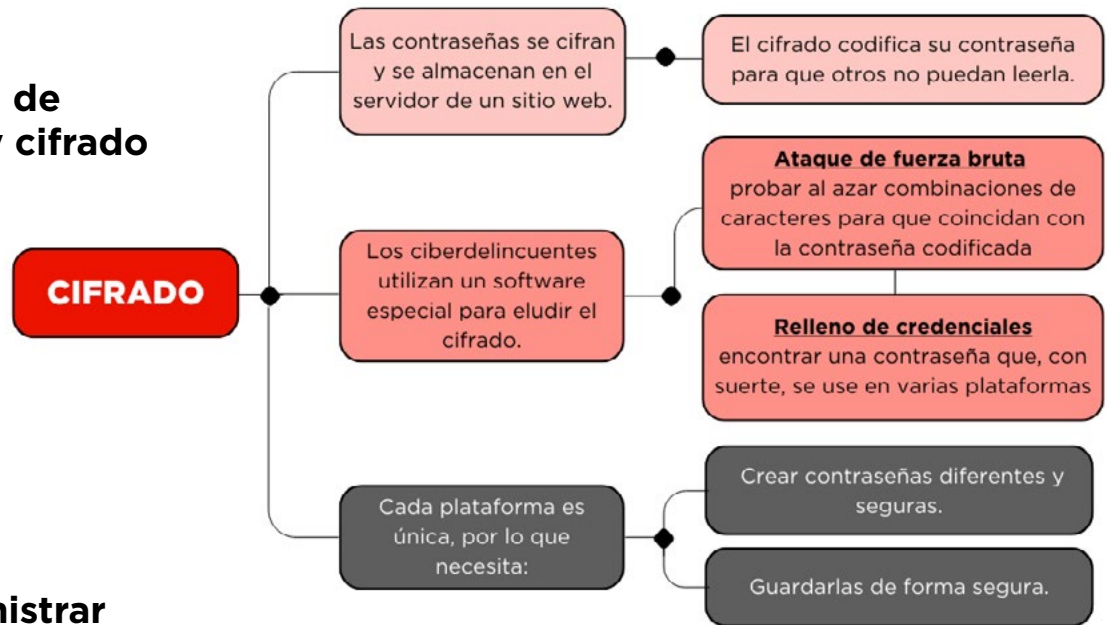 de
cifrado
CIFRADO
Las contraseñas se cifran
y se almacenan en el
servidor de un sitio web.
El cifrado codifica su contraseña
para que otros no puedan leerla.
Los ciberdelincuentes
utilizan un software
especial para eludir el
cifrado.
Ataque de fuerza bruta
probar al azar combinaciones de
caracteres para que coincidan con
la contraseña codificada
Relleno de credenciales
encontrar una contraseña que, con
suerte, se use en varias plataformas
Cada plataforma es
única, por lo que
necesita:
Crear contraseñas diferentes y
seguras.
Guardarlas de forma segura.
nistrar